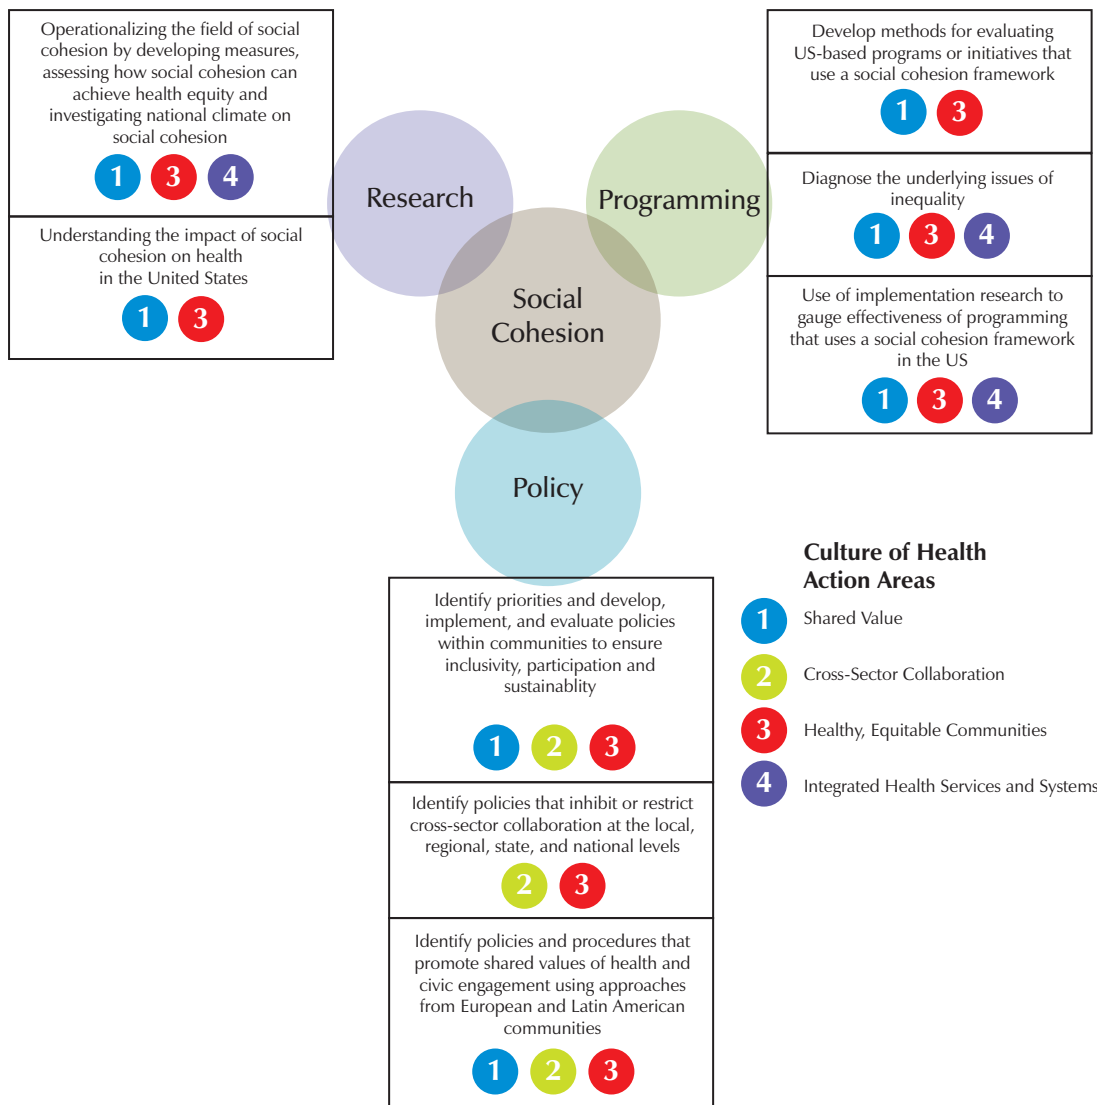 Operationalizing the field of social
cohesion by developing measures,
assessing how social cohesion can
achieve health equity and
investigating national climate on
social cohesion
1 3 4
Understanding the impact of social
cohesion on health
in the United States
1 3
Research
Programming
Social
Cohesion
Policy
Develop methods for evaluating
US-based programs or initiatives that
use a social cohesion framework
1 3
Diagnose the underlying issues of
inequality
1 3 4
Use of implementation research to
gauge effectiveness of programming
that uses a social cohesion framework
in the US
1 3 4
Identify priorities and develop,
implement, and evaluate policies
within communities to ensure
inclusivity, participation and
sustainablity
1 2 3
Identify policies that inhibit or restrict
cross-sector collaboration at the local,
regional, state, and national levels
2 3
Identify policies and procedures that
promote shared values of health and
civic engagement using approaches
from European and Latin American
communities
1 2 3
Culture of Health
Action Areas
1 Shared Value
2 Cross-Sector Collaboration
3 Healthy, Equitable Communities
4 Integrated Health Services and Systems